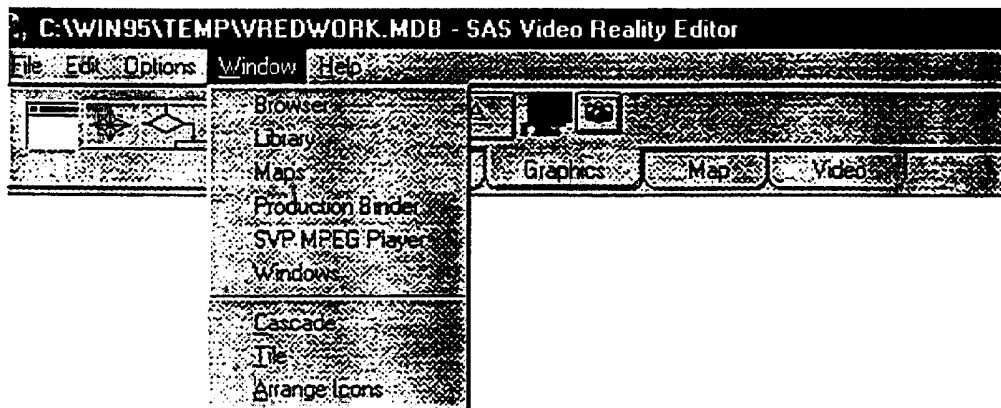 C:\WIN95\TEMP\VREDWORK.MDB - SAS Video Reality Editor
File Edit Options Window Help
Browser
Library
Maps
Production Binder
SVP MPEG Player
Windows
Cascade
Tile
Arrange Icons
Graphics Map Video